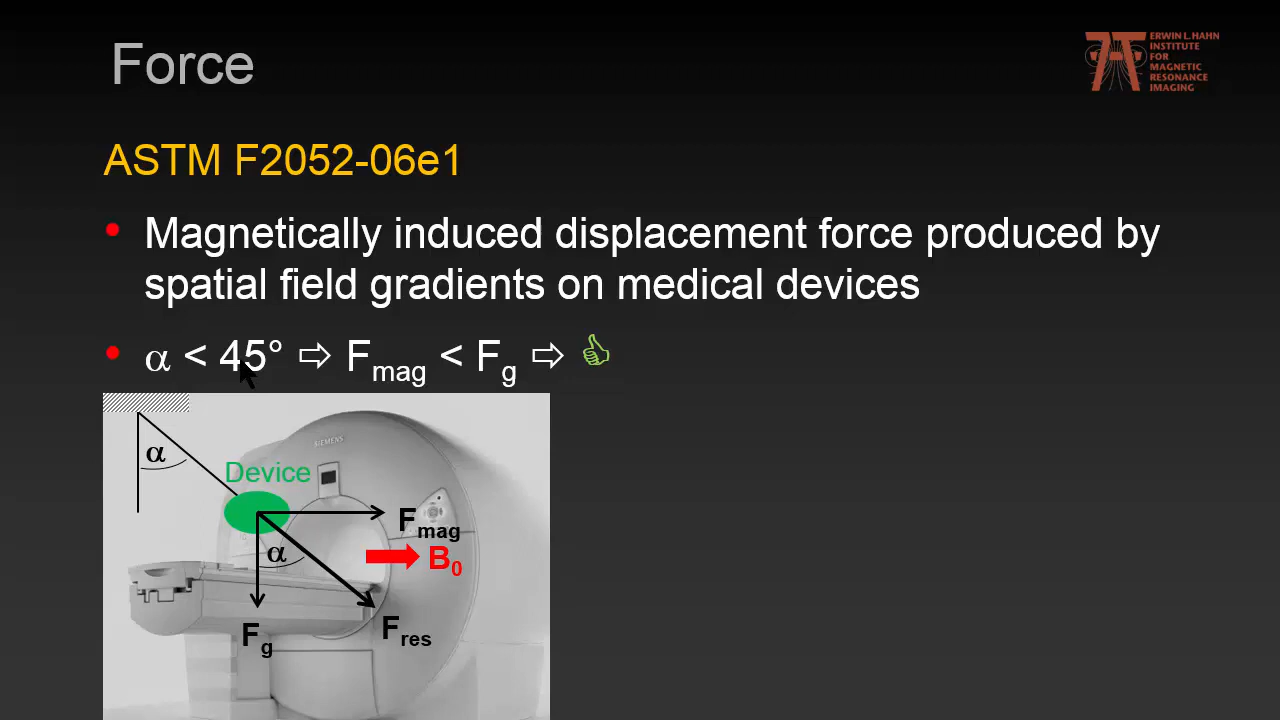 Force
ERWIN L. HAHN
INSTITUTE
FOR
MAGNETIC
RESONANCE
IMAGING
ASTM F2052-06e1
• Magnetically induced displacement force produced by
spatial field gradients on medical devices
• α < 45° ⇨ Fmag < Fg ⇨ 👍
α
SIEMENS
Device
Fmag
α
B0
Fres
Fg